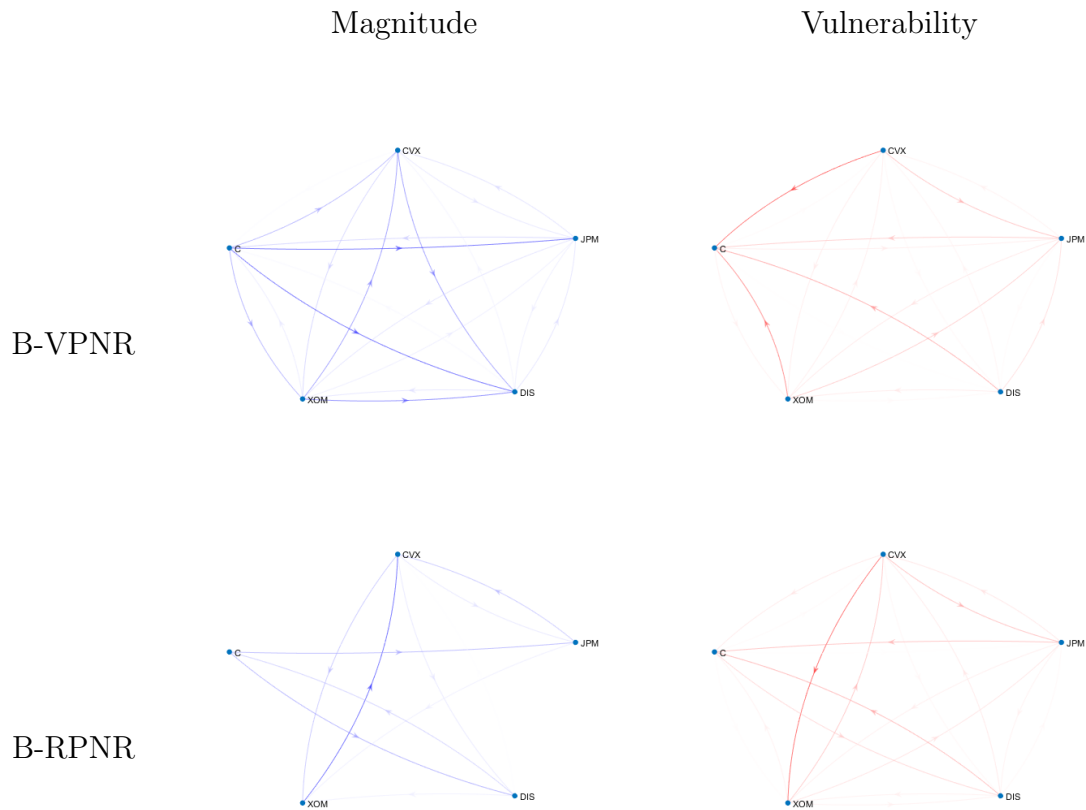 Magnitude Vulnerability
CVX CVX
JPM JPM
C C
B-VPNR
DIS DIS
XOM XOM
CVX CVX
JPM JPM
C C
B-RPNR
DIS DIS
XOM XOM